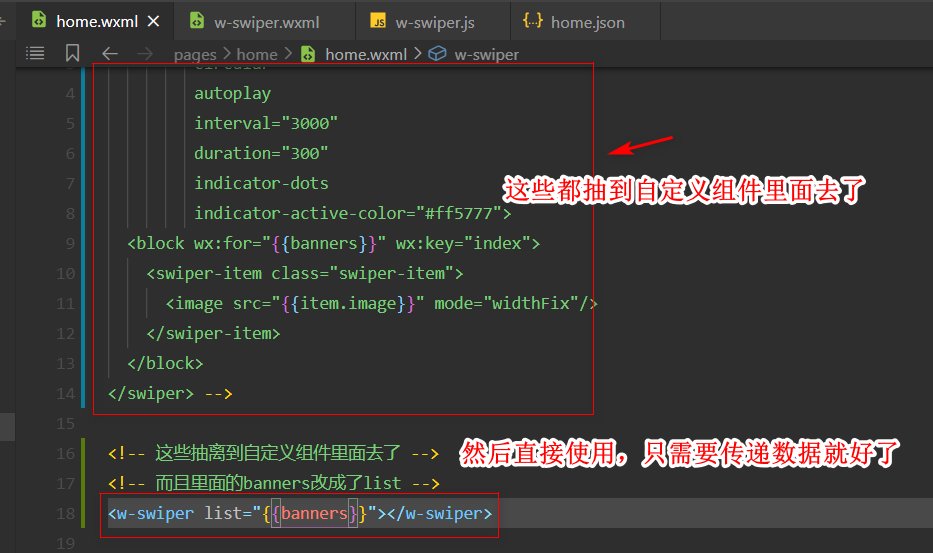 home.wxml
w-swiper.wxml
JS w-swiper.js
{..} home.json
pages > home > home.wxml > w-swiper
circular
4 autoplay
5 interval="3000"
6 duration="300"
7 indicator-dots
这些都抽到自定义组件里面去了
8 indicator-active-color="#ff5777">
9 <block wx:for="{{banners}}" wx:key="index">
10 <swiper-item class="swiper-item">
11 <image src="{{item.image}}" mode="widthFix"/>
12 </swiper-item>
13 </block>
14 </swiper> -->
15
16 <!-- 这些抽离到自定义组件里面去了 -->
然后直接使用，只需要传递数据就好了
17 <!-- 而且里面的banners改成了list -->
18 <w-swiper list="{{banners}}"></w-swiper>
19